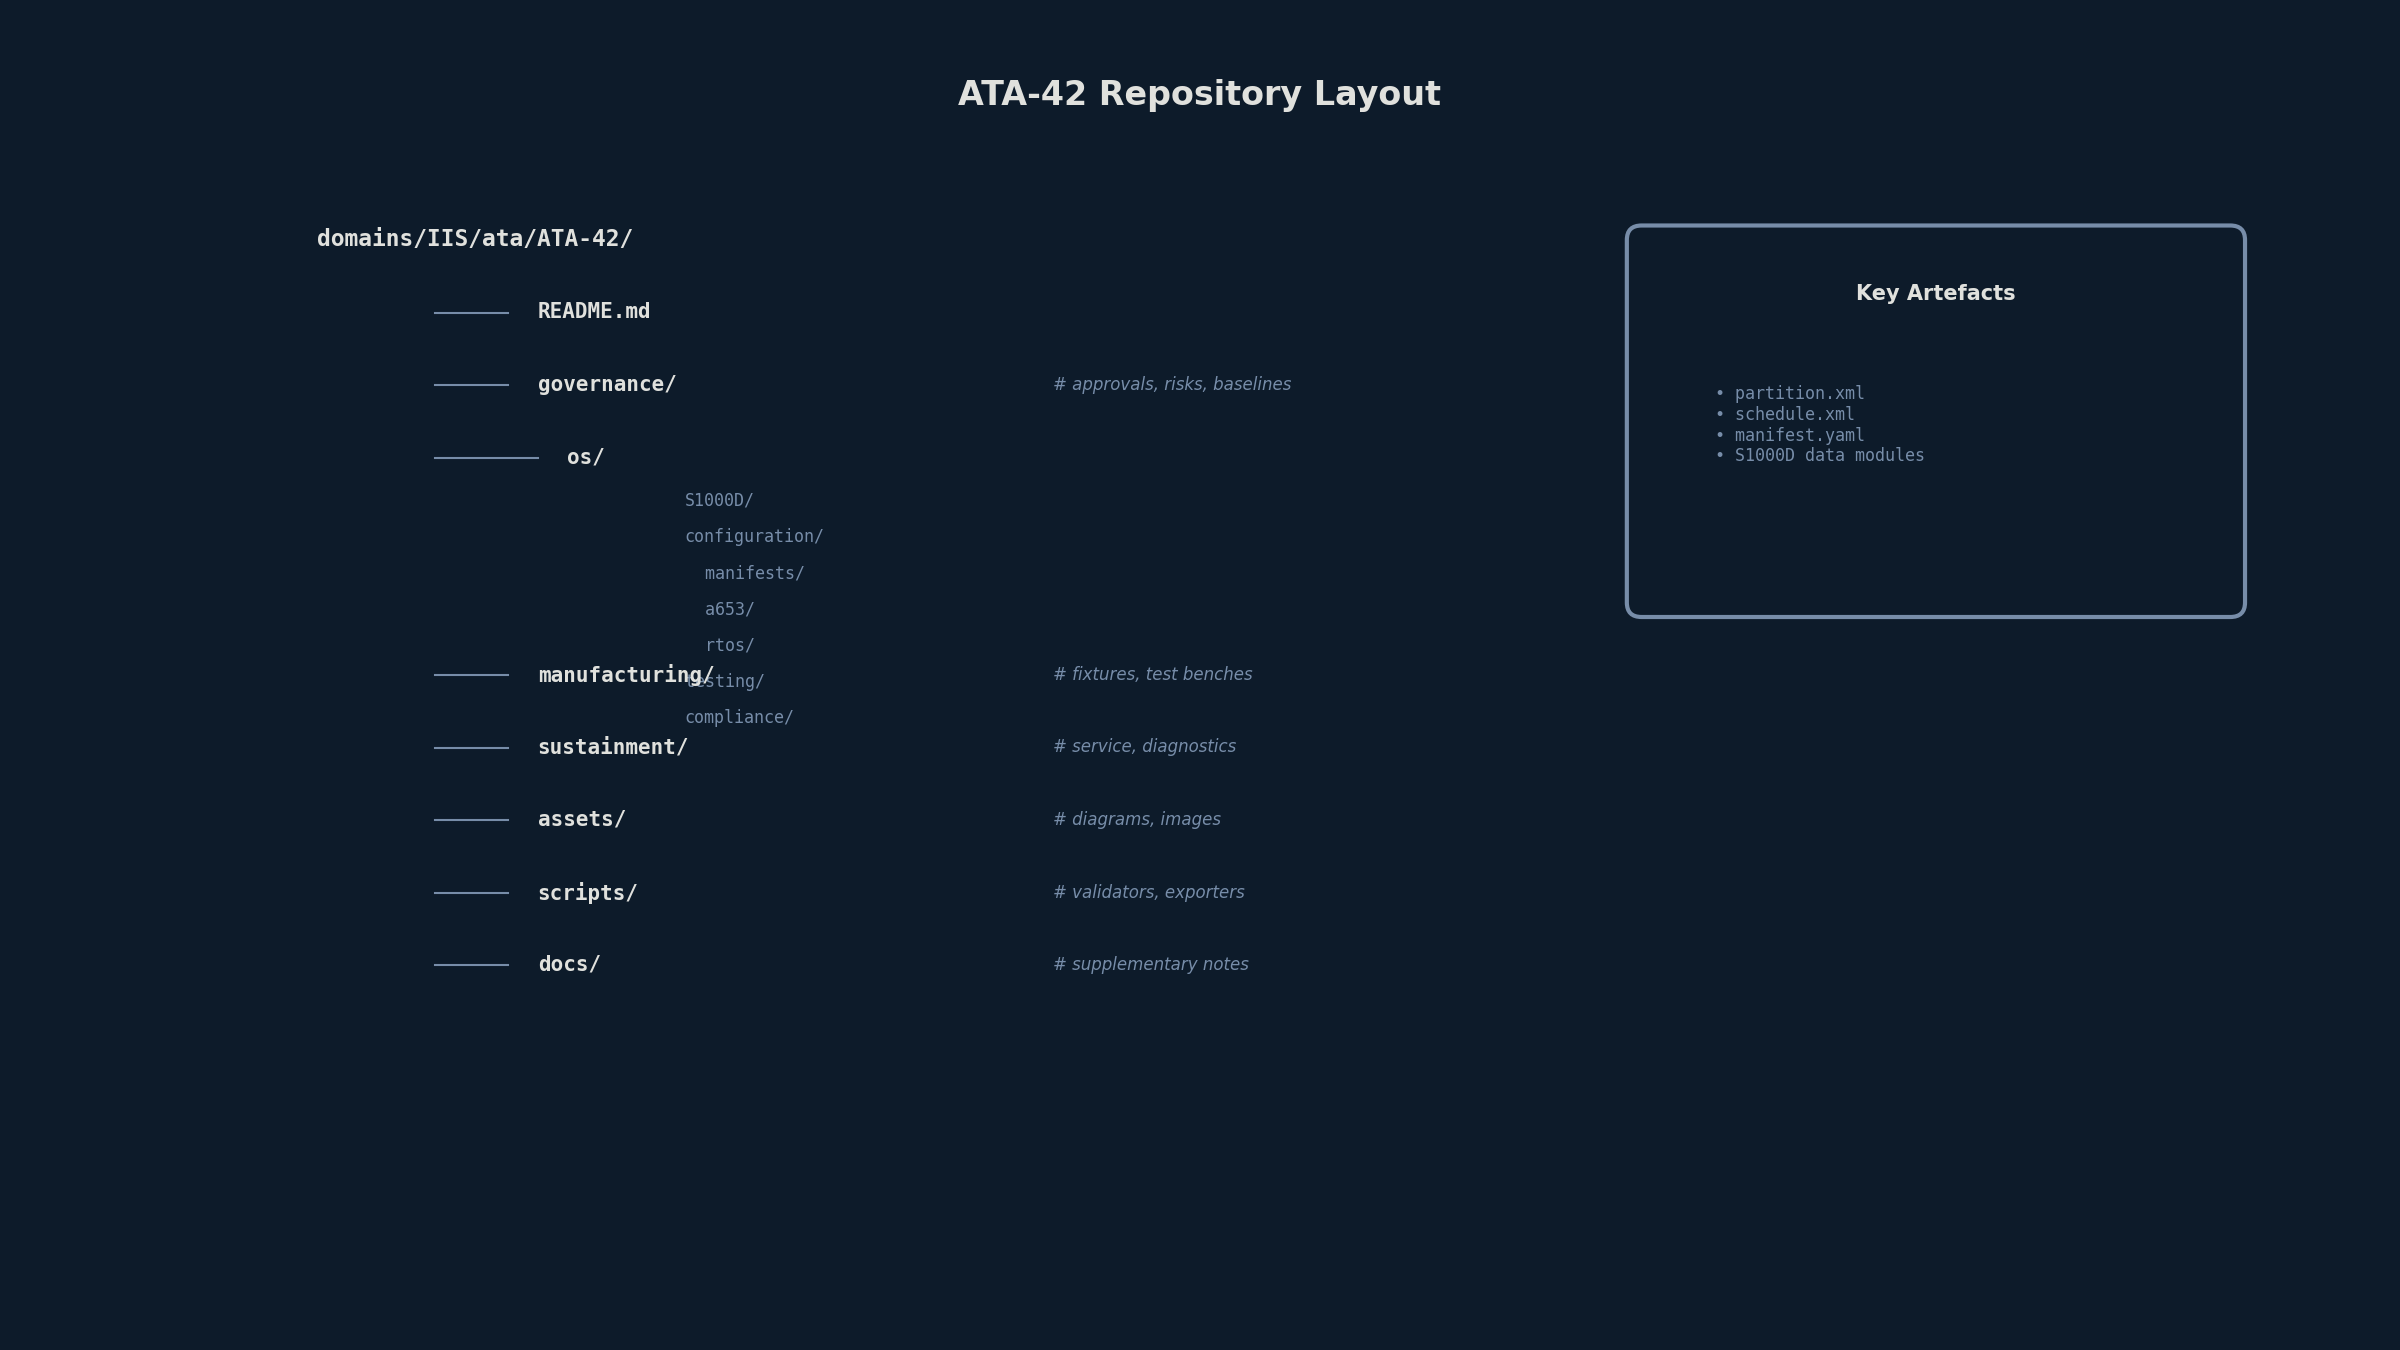 ATA-42 Repository Layout
domains/IIS/ata/ATA-42/
README.md
governance/ # approvals, risks, baselines
os/
S1000D/
configuration/
manifests/
a653/
rtos/
manufacturing/ # fixtures, test benches
testing/
compliance/
sustainment/ # service, diagnostics
assets/ # diagrams, images
scripts/ # validators, exporters
docs/ # supplementary notes
Key Artefacts
• partition.xml
• schedule.xml
• manifest.yaml
• S1000D data modules